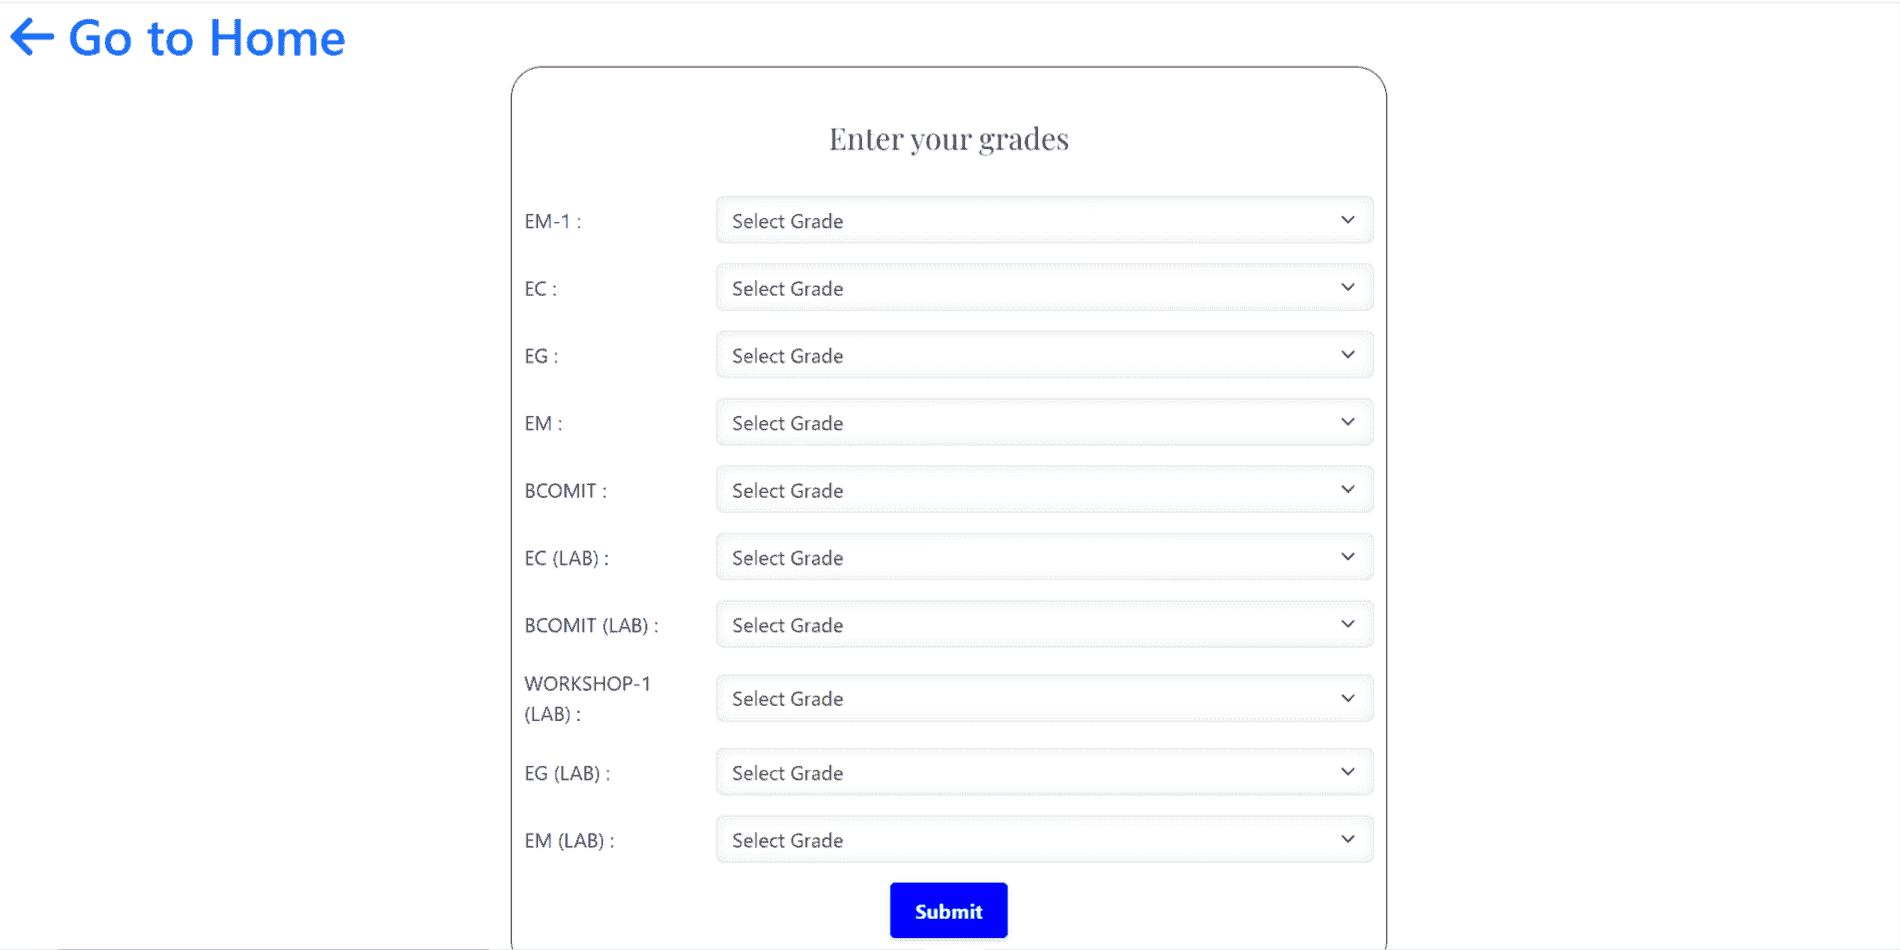 ← Go to Home
Enter your grades
EM-1 : Select Grade
EC : Select Grade
EG : Select Grade
EM : Select Grade
BCOMIT : Select Grade
EC (LAB) : Select Grade
BCOMIT (LAB) : Select Grade
WORKSHOP-1
(LAB) : Select Grade
EG (LAB) : Select Grade
EM (LAB) : Select Grade
Submit